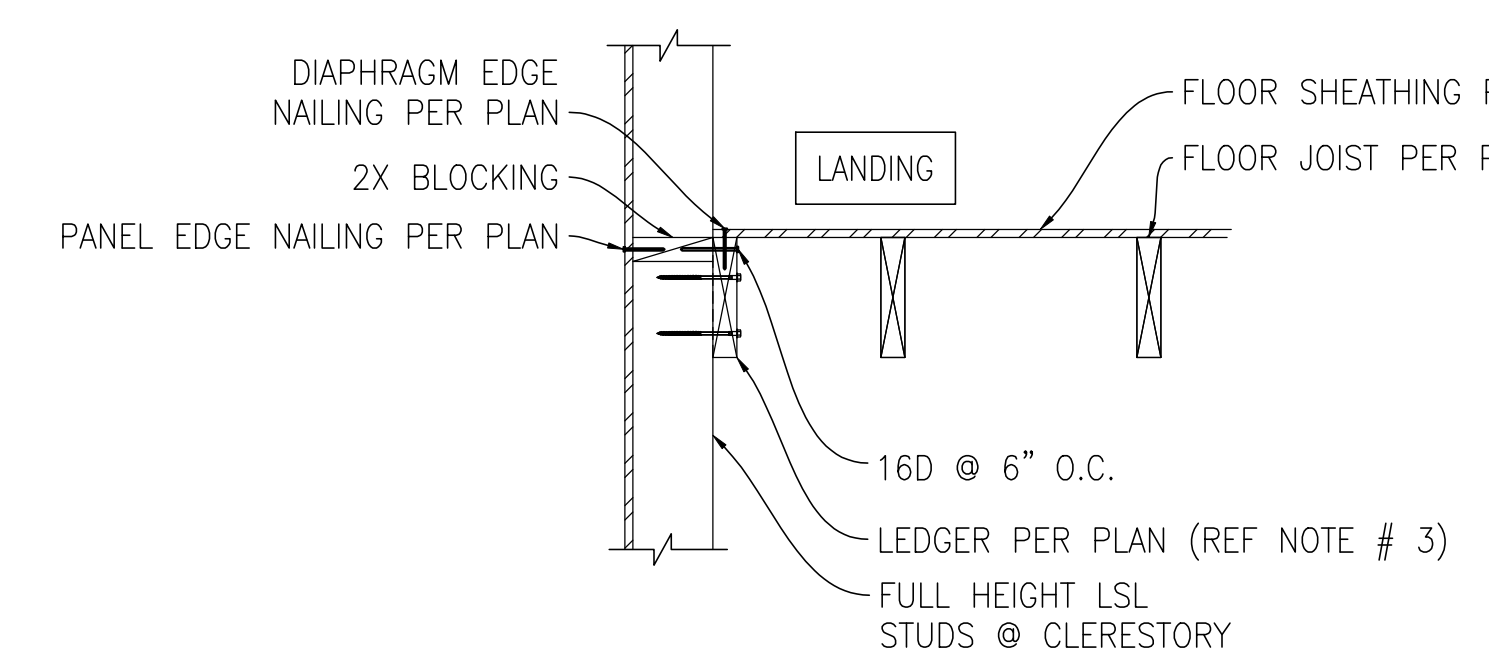 DIAPHRAGM EDGE
NAILING PER PLAN
2X BLOCKING
PANEL EDGE NAILING PER PLAN
LANDING
FLOOR SHEATHING
FLOOR JOIST PER
16D @ 6” O.C.
LEDGER PER PLAN (REF NOTE # 3)
FULL HEIGHT LSL
STUDS @ CLERESTORY